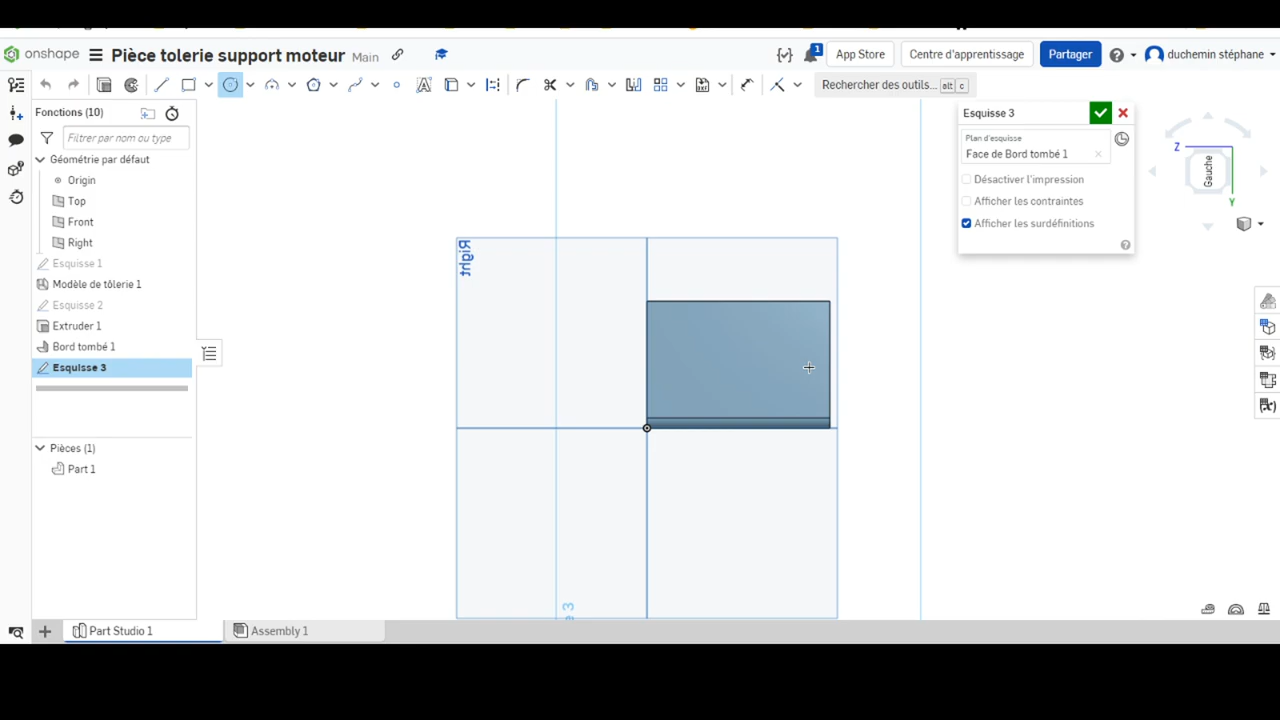 onshape
Pièce tolerie support moteur Main
1
App Store
Centre d'apprentissage
Partager
duchemin stéphane
Rechercher des outils... alt c
Fonctions (10)
Filtrer par nom ou type
Géométrie par défaut
Origin
Top
Front
Right
Esquisse 1
Modèle de tôlerie 1
Esquisse 2
Extruder 1
Bord tombé 1
Esquisse 3
Pièces (1)
Part 1
Right
Esquisse 3
Plan d'esquisse
Face de Bord tombé 1
Désactiver l'impression
Afficher les contraintes
Afficher les surdéfinitions
Z
Gauche
Y
Part Studio 1
Assembly 1